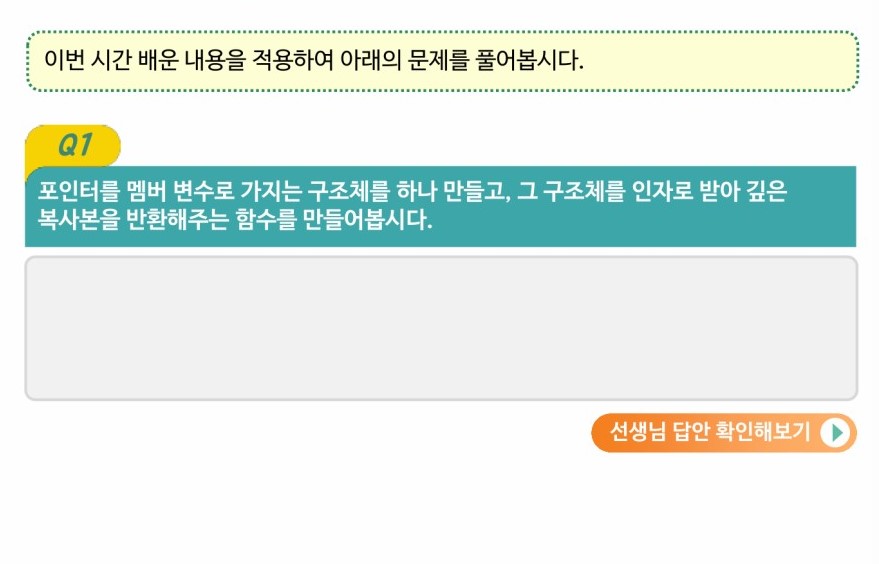 이번 시간 배운 내용을 적용하여 아래의 문제를 풀어봅시다.
Q1
포인터를 멤버 변수로 가지는 구조체를 하나 만들고, 그 구조체를 인자로 받아 깊은
복사본을 반환해주는 함수를 만들어봅시다.
선생님 답안 확인해보기